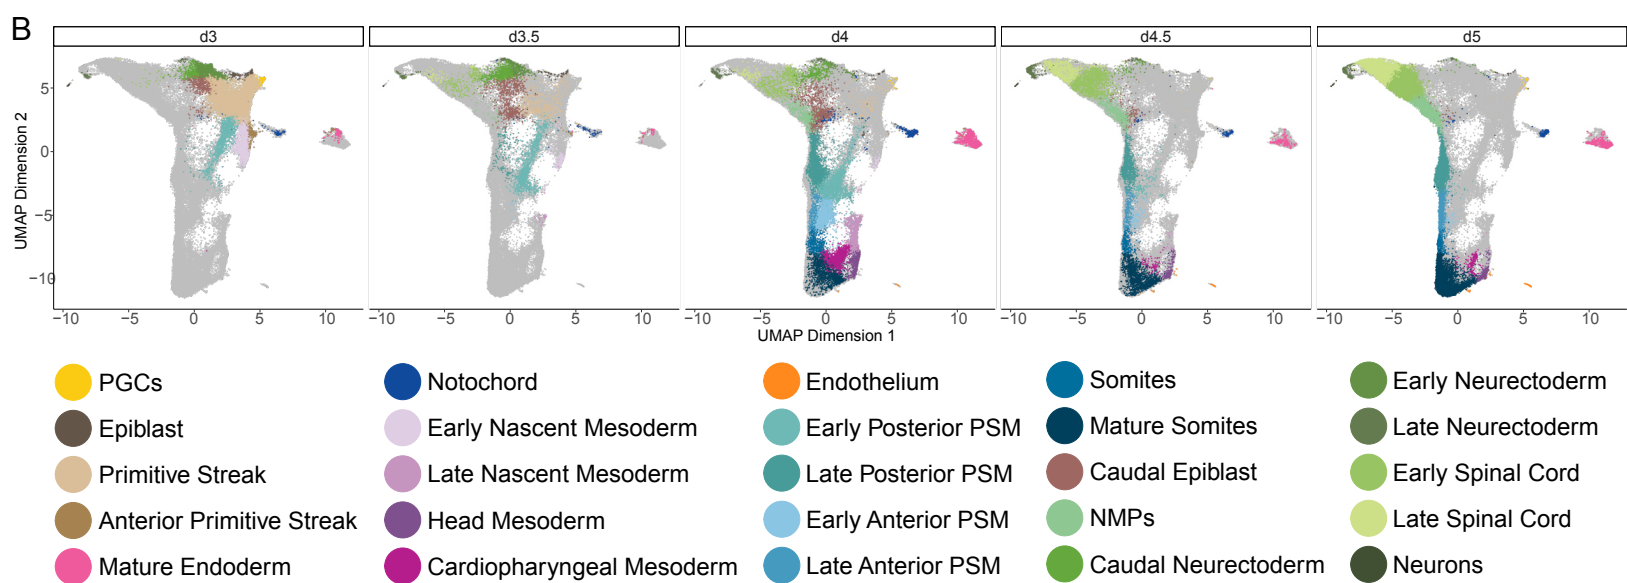 B
d3 d3.5 d4 d4.5 d5
UMAP Dimension 2
5
0
−5
−10
−10 −5 0 5 10 −10 −5 0 5 10 −10 −5 0 5 10 −10 −5 0 5 10 −10 −5 0 5 10
UMAP Dimension 1
PGCs Notochord Endothelium Somites Early Neurectoderm
Epiblast Early Nascent Mesoderm Early Posterior PSM Mature Somites Late Neurectoderm
Primitive Streak Late Nascent Mesoderm Late Posterior PSM Caudal Epiblast Early Spinal Cord
Anterior Primitive Streak Head Mesoderm Early Anterior PSM NMPs Late Spinal Cord
Mature Endoderm Cardiopharyngeal Mesoderm Late Anterior PSM Caudal Neurectoderm Neurons